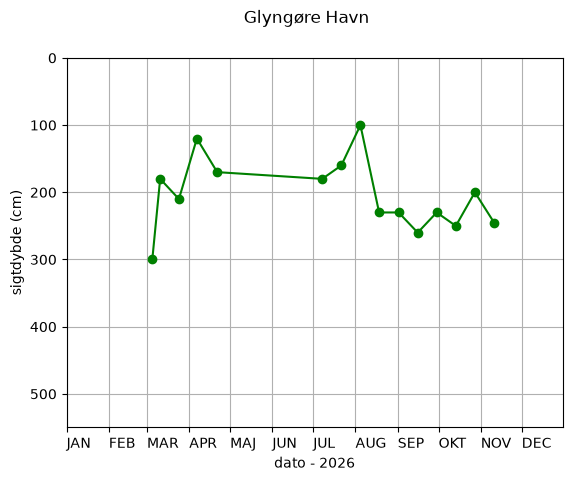 Glyngøre Havn
0
100
200
300
400
500
sigtdybde (cm)
JAN FEB MAR APR MAJ JUN JUL AUG SEP OKT NOV DEC
dato - 2026